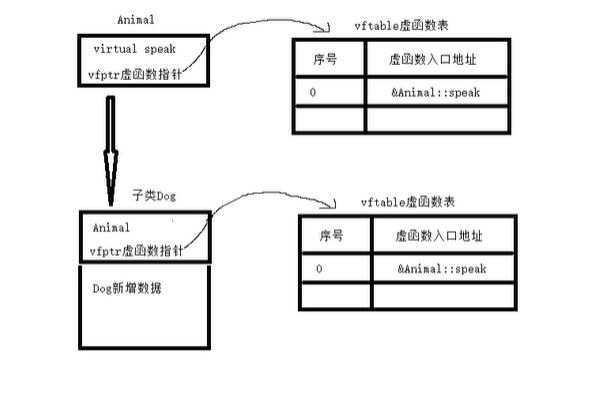 Animal
virtual speak
vfptr虚函数指针
vftable虚函数表
序号 虚函数入口地址
0 &Animal::speak
子类Dog
Animal
vfptr虚函数指针
Dog新增数据
vftable虚函数表
序号 虚函数入口地址
0 &Animal::speak